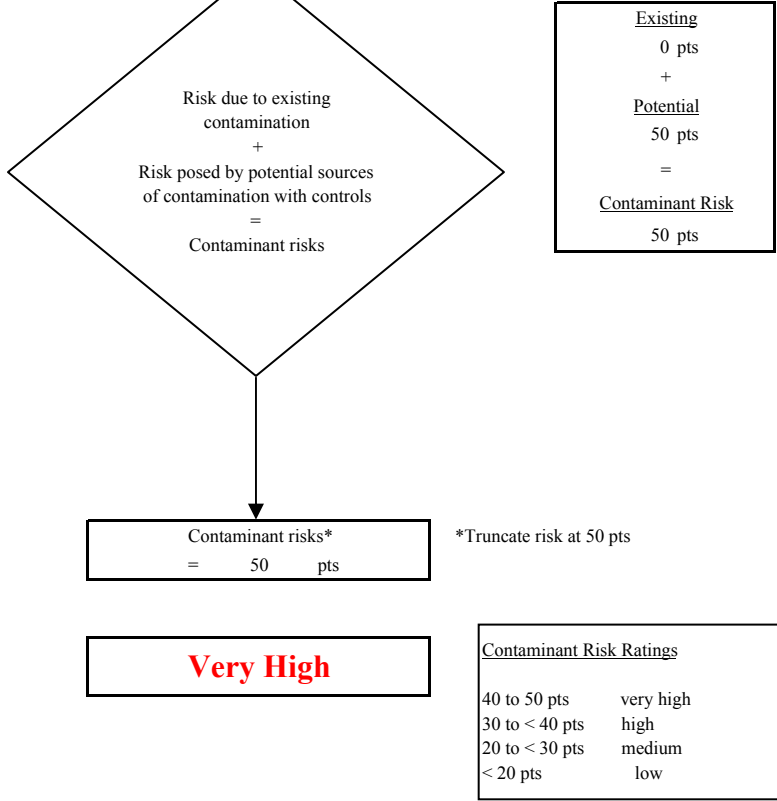 Risk due to existing
contamination
+
Risk posed by potential sources
of contamination with controls
=
Contaminant risks
Existing
0 pts
+
Potential
50 pts
=
Contaminant Risk
50 pts
Contaminant risks*
= 50 pts
*Truncate risk at 50 pts
Very High
Contaminant Risk Ratings
40 to 50 pts very high
30 to < 40 pts high
20 to < 30 pts medium
< 20 pts low